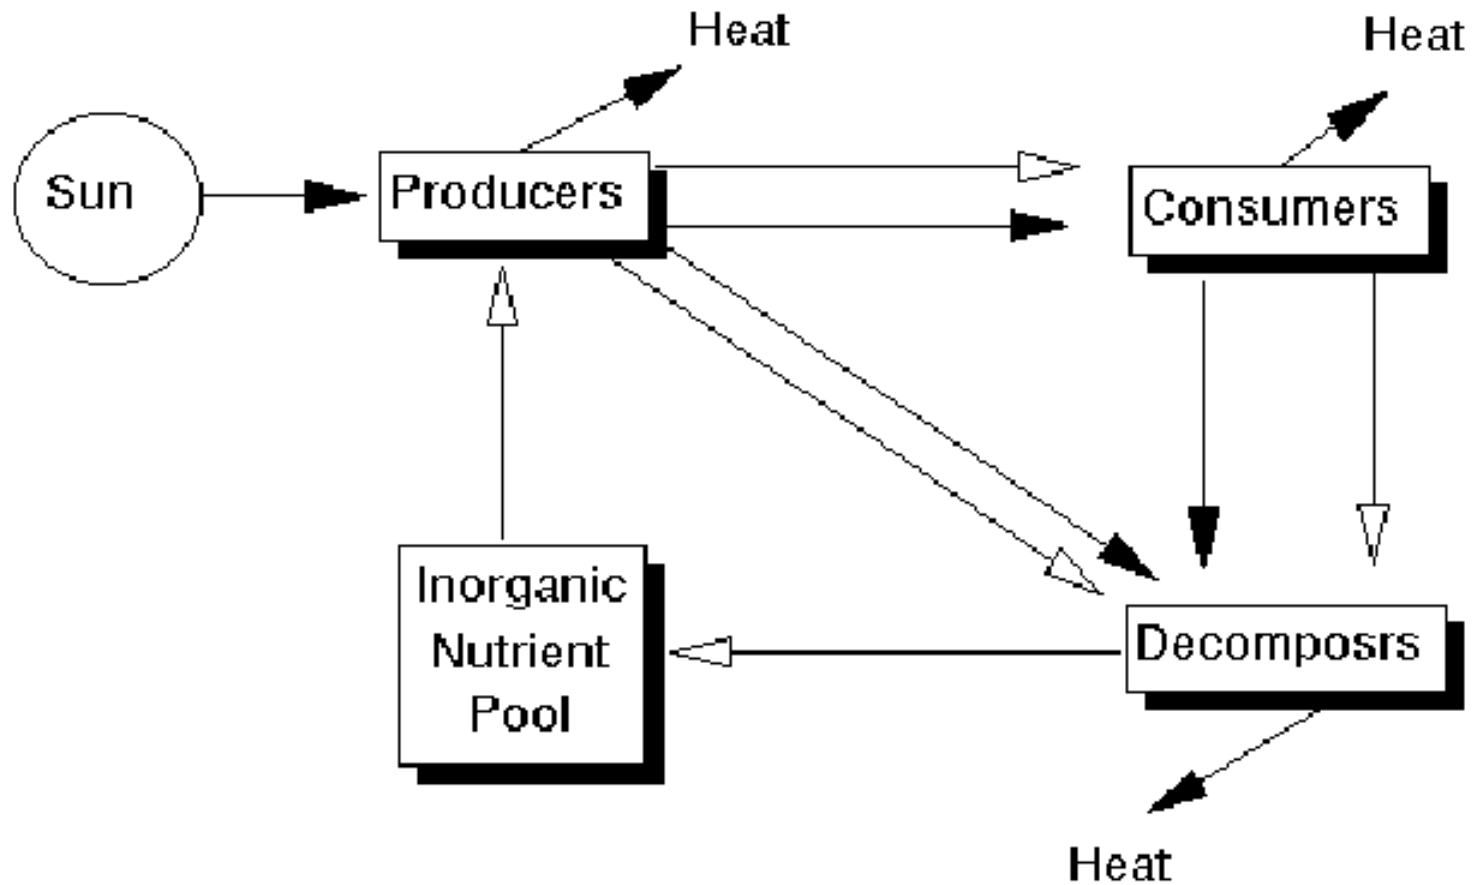 Heat
Heat
Sun
Producers
Consumers
Inorganic
Nutrient
Pool
Decomposrs
Heat